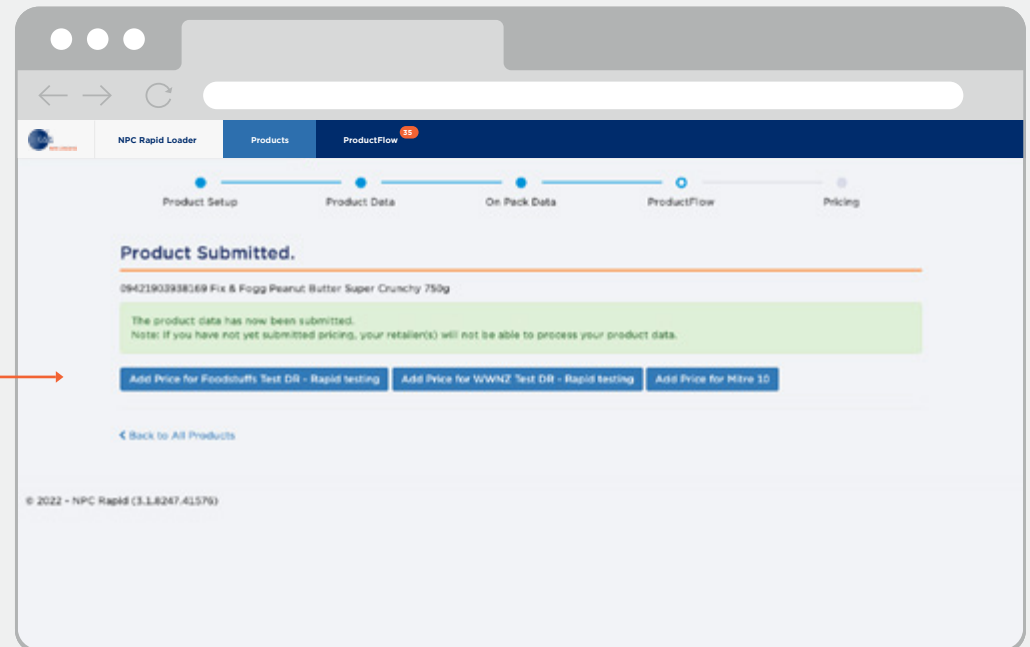 NPC Rapid Loader
Products
ProductFlow 35
Product Setup
Product Data
On Pack Data
ProductFlow
Pricing
Product Submitted.
09421903938169 Fix & Fogg Peanut Butter Super Crunchy 750g
The product data has now been submitted.
Note: If you have not yet submitted pricing, your retailer(s) will not be able to process your product data.
Add Price for Foodstuffs Test DR - Rapid testing
Add Price for WWNZ Test DR - Rapid testing
Add Price for Mitre 10
Back to All Products
© 2022 - NPC Rapid (3.1.8247.41576)